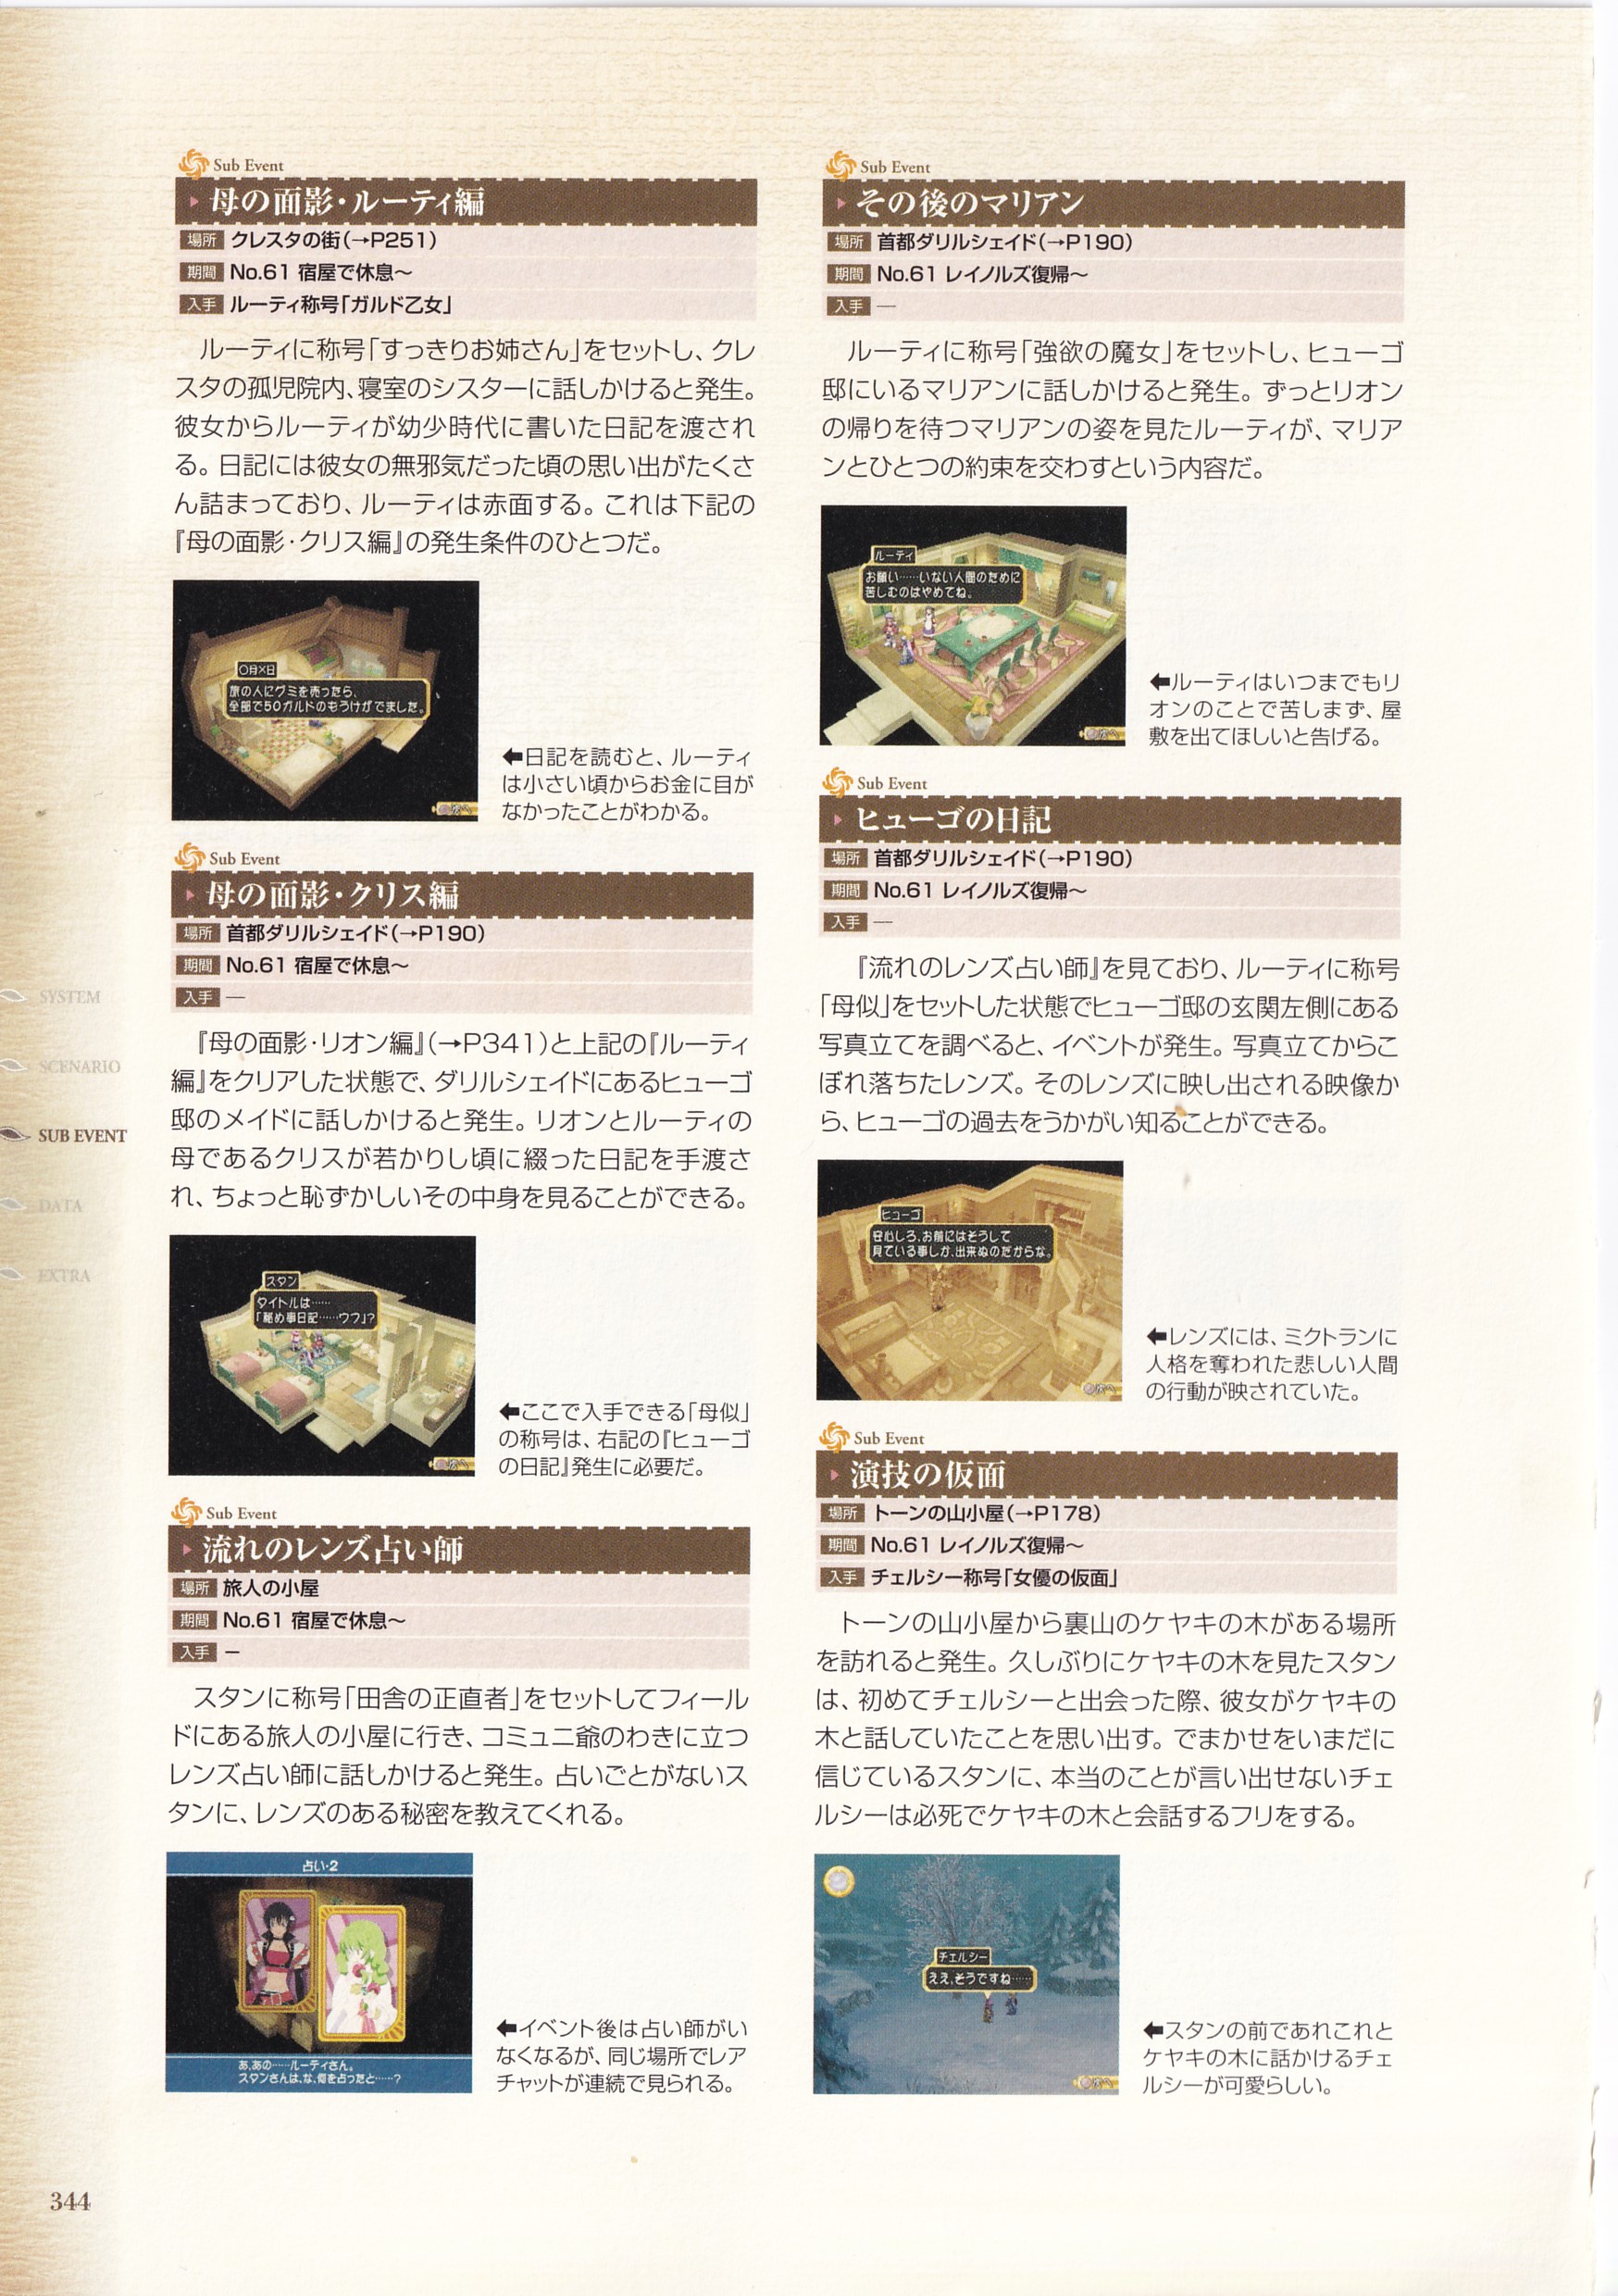 Sub Event
母の面影・ルーティ編
場所 クレスタの街(→P251)
期間 No.61 宿屋で休息〜
入手 ルーティ称号「ガルド乙女」
ルーティに称号「すっきりお姉さん」をセットし、クレ
スタの孤児院内、寝室のシスターに話しかけると発生。
彼女からルーティが幼少時代に書いた日記を渡され
る。日記には彼女の無邪気だった頃の思い出がたくさ
ん詰まっており、ルーティは赤面する。これは下記の
『母の面影・クリス編』の発生条件のひとつだ。
〇月×日
旅の人にグミを売ったら、
全部で50ガルドのもうけがでました。
次へ
←日記を読むと、ルーティ
は小さい頃からお金に目が
なかったことがわかる。
Sub Event
母の面影・クリス編
場所 首都ダリルシェイド(→P190)
期間 No.61 宿屋で休息〜
入手 ―
『母の面影・リオン編』(→P341)と上記の『ルーティ
編』をクリアした状態で、ダリルシェイドにあるヒューゴ
邸のメイドに話しかけると発生。リオンとルーティの
母であるクリスが若かりし頃に綴った日記を手渡さ
れ、ちょっと恥ずかしいその中身を見ることができる。
スタン
タイトルは……
「秘め事日記……ウフ」?
次へ
←ここで入手できる「母似」
の称号は、右記の『ヒューゴ
の日記』発生に必要だ。
Sub Event
流れのレンズ占い師
場所 旅人の小屋
期間 No.61 宿屋で休息〜
入手 ー
スタンに称号「田舎の正直者」をセットしてフィール
ドにある旅人の小屋に行き、コミュニ爺のわきに立つ
レンズ占い師に話しかけると発生。占いごとがないス
タンに、レンズのある秘密を教えてくれる。
占い・2
あ、あの……ルーティさん。
スタンさんは、な、何を占ったと……?
←イベント後は占い師がい
なくなるが、同じ場所でレア
チャットが連続で見られる。
Sub Event
その後のマリアン
場所 首都ダリルシェイド(→P190)
期間 No.61 レイノルズ復帰〜
入手 ―
ルーティに称号「強欲の魔女」をセットし、ヒューゴ
邸にいるマリアンに話しかけると発生。ずっとリオン
の帰りを待つマリアンの姿を見たルーティが、マリア
ンとひとつの約束を交わすという内容だ。
ルーティ
お願い……いない人間のために
苦しむのはやめてね。
次へ
←ルーティはいつまでもリ
オンのことで苦しまず、屋
敷を出てほしいと告げる。
Sub Event
ヒューゴの日記
場所 首都ダリルシェイド(→P190)
期間 No.61 レイノルズ復帰〜
入手 ―
『流れのレンズ占い師』を見ており、ルーティに称号
「母似」をセットした状態でヒューゴ邸の玄関左側にある
写真立てを調べると、イベントが発生。写真立てからこ
ぼれ落ちたレンズ。そのレンズに映し出される映像か
ら、ヒューゴの過去をうかがい知ることができる。
ヒューゴ
安心しろ、お前にはそうして
見ている事しか、出来ぬのだからな。
次へ
←レンズには、ミクトランに
人格を奪われた悲しい人間
の行動が映されていた。
Sub Event
演技の仮面
場所 トーンの山小屋(→P178)
期間 No.61 レイノルズ復帰〜
入手 チェルシー称号「女優の仮面」
トーンの山小屋から裏山のケヤキの木がある場所
を訪れると発生。久しぶりにケヤキの木を見たスタン
は、初めてチェルシーと出会った際、彼女がケヤキの
木と話していたことを思い出す。でまかせをいまだに
信じているスタンに、本当のことが言い出せないチェ
ルシーは必死でケヤキの木と会話するフリをする。
チェルシー
ええ、そうですね……
次へ
←スタンの前であれこれと
ケヤキの木に話かけるチェ
ルシーが可愛らしい。
SYSTEM
SCENARIO
SUB EVENT
DATA
EXTRA
344